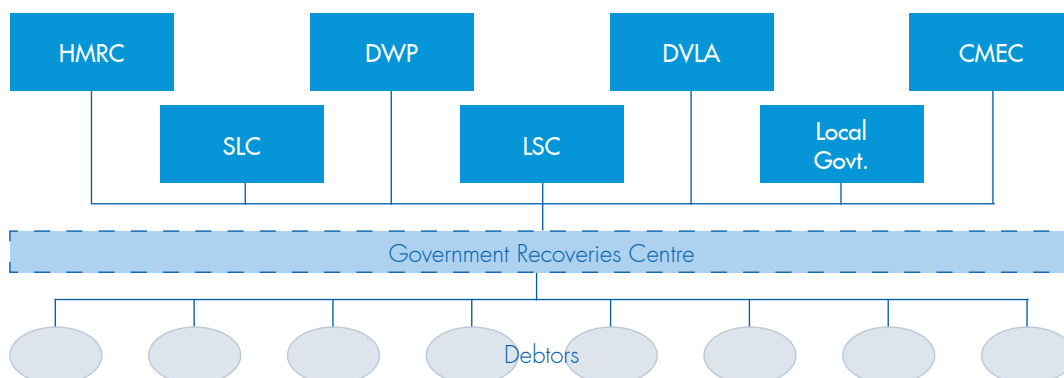 HMRC
DWP
DVLA
CMEC
SLC
LSC
Local
Govt.
Government Recoveries Centre
Debtors